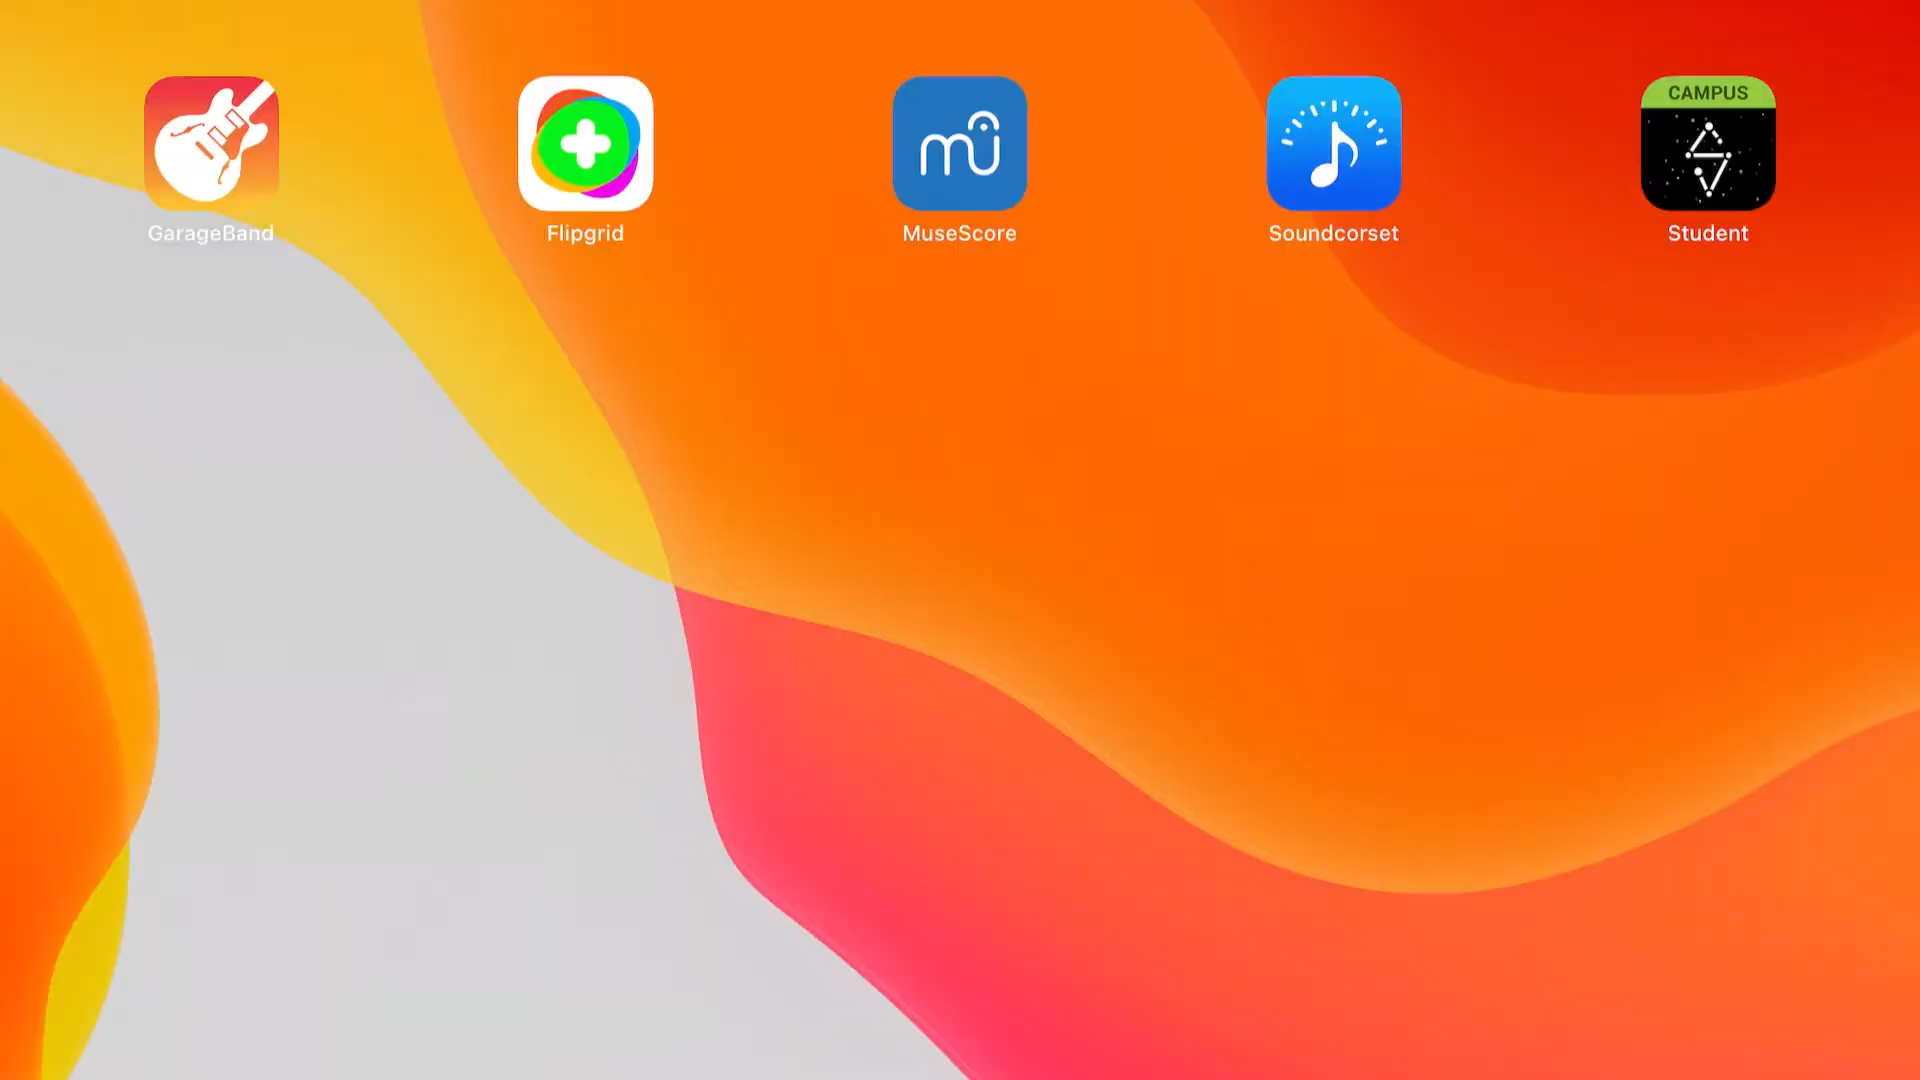 CAMPUS
GarageBand
Flipgrid
MuseScore
Soundcorset
Student